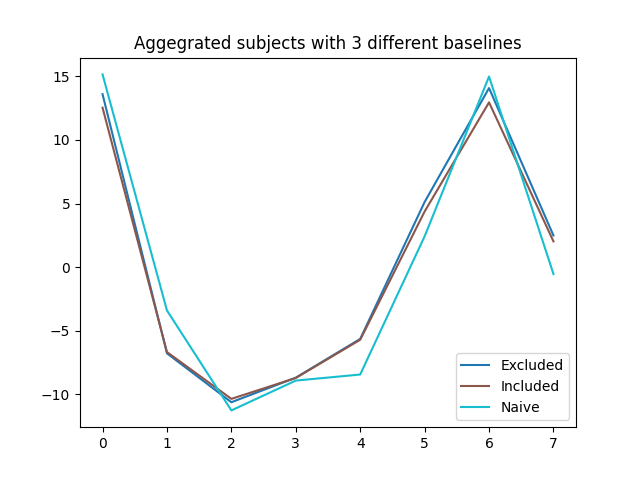 Aggegrated subjects with 3 different baselines
15
10
5
0
−5
−10
0 1 2 3 4 5 6 7
Excluded
Included
Naive